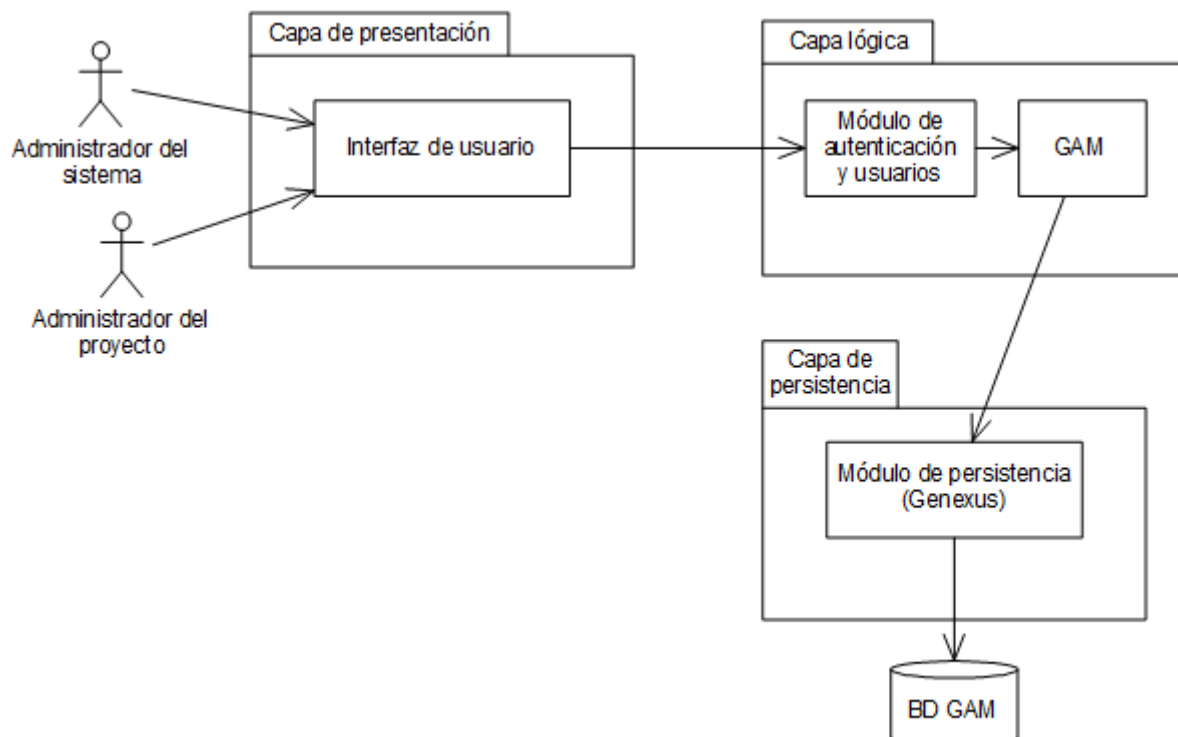 Capa de presentación
Capa lógica
Administrador del
sistema
Interfaz de usuario
Módulo de
autenticación
y usuarios
GAM
Administrador del
proyecto
Capa de
persistencia
Módulo de persistencia
(Genexus)
BD GAM